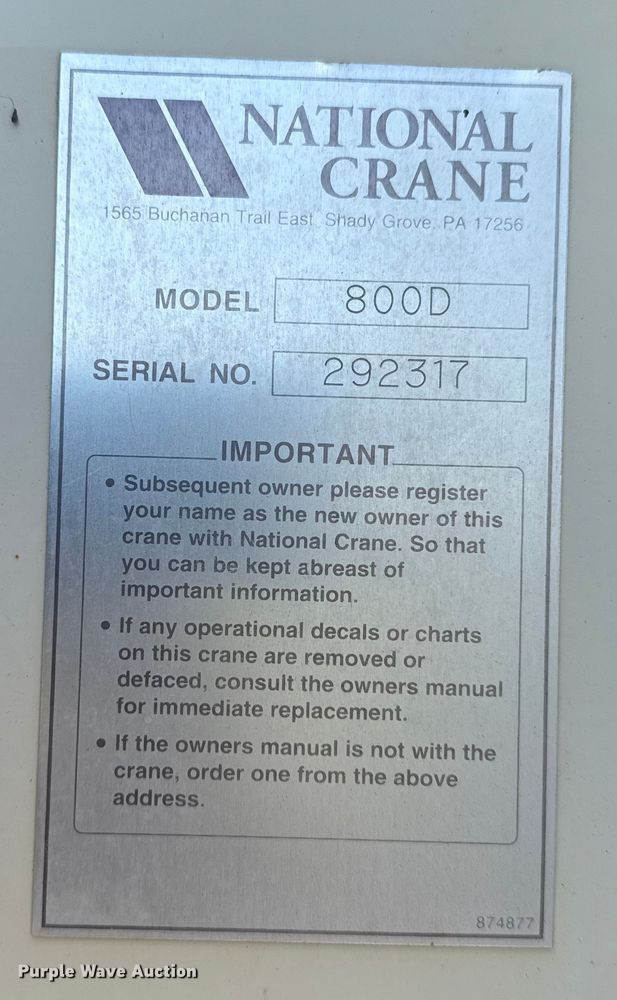 NATIONAL
CRANE
1565 Buchanan Trail East Shady Grove, PA 17256
MODEL 800D
SERIAL NO. 292317
IMPORTANT
• Subsequent owner please register
your name as the new owner of this
crane with National Crane. So that
you can be kept abreast of
important information.
• If any operational decals or charts
on this crane are removed or
defaced, consult the owners manual
for immediate replacement.
• If the owners manual is not with the
crane, order one from the above
address.
874877
Purple Wave Auction